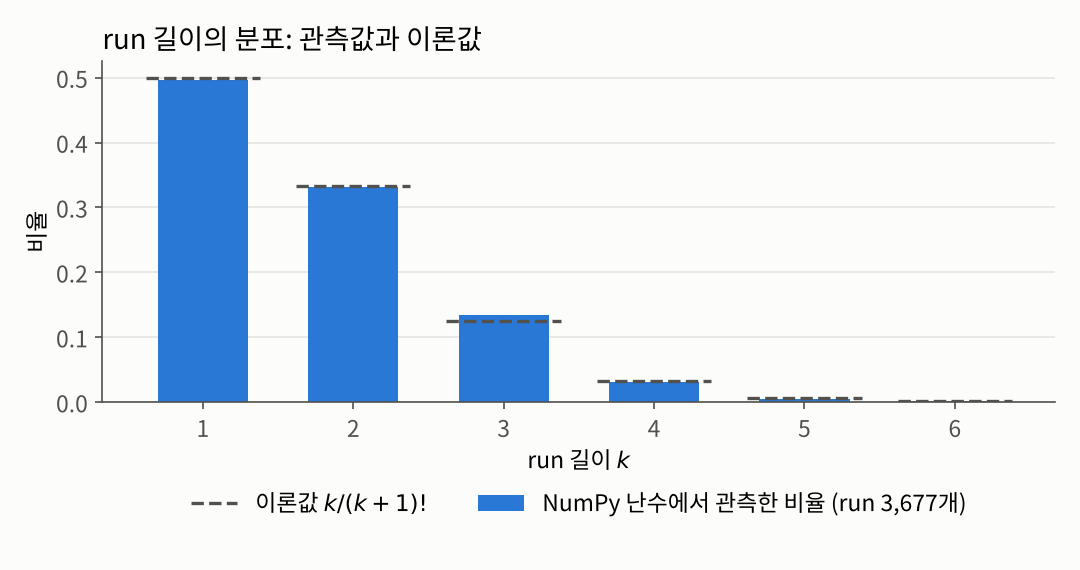 run 길이의 분포: 관측값과 이론값
비율
0.5
0.4
0.3
0.2
0.1
0.0
1 2 3 4 5 6
run 길이 k
이론값 k/(k + 1)! NumPy 난수에서 관측한 비율 (run 3,677개)